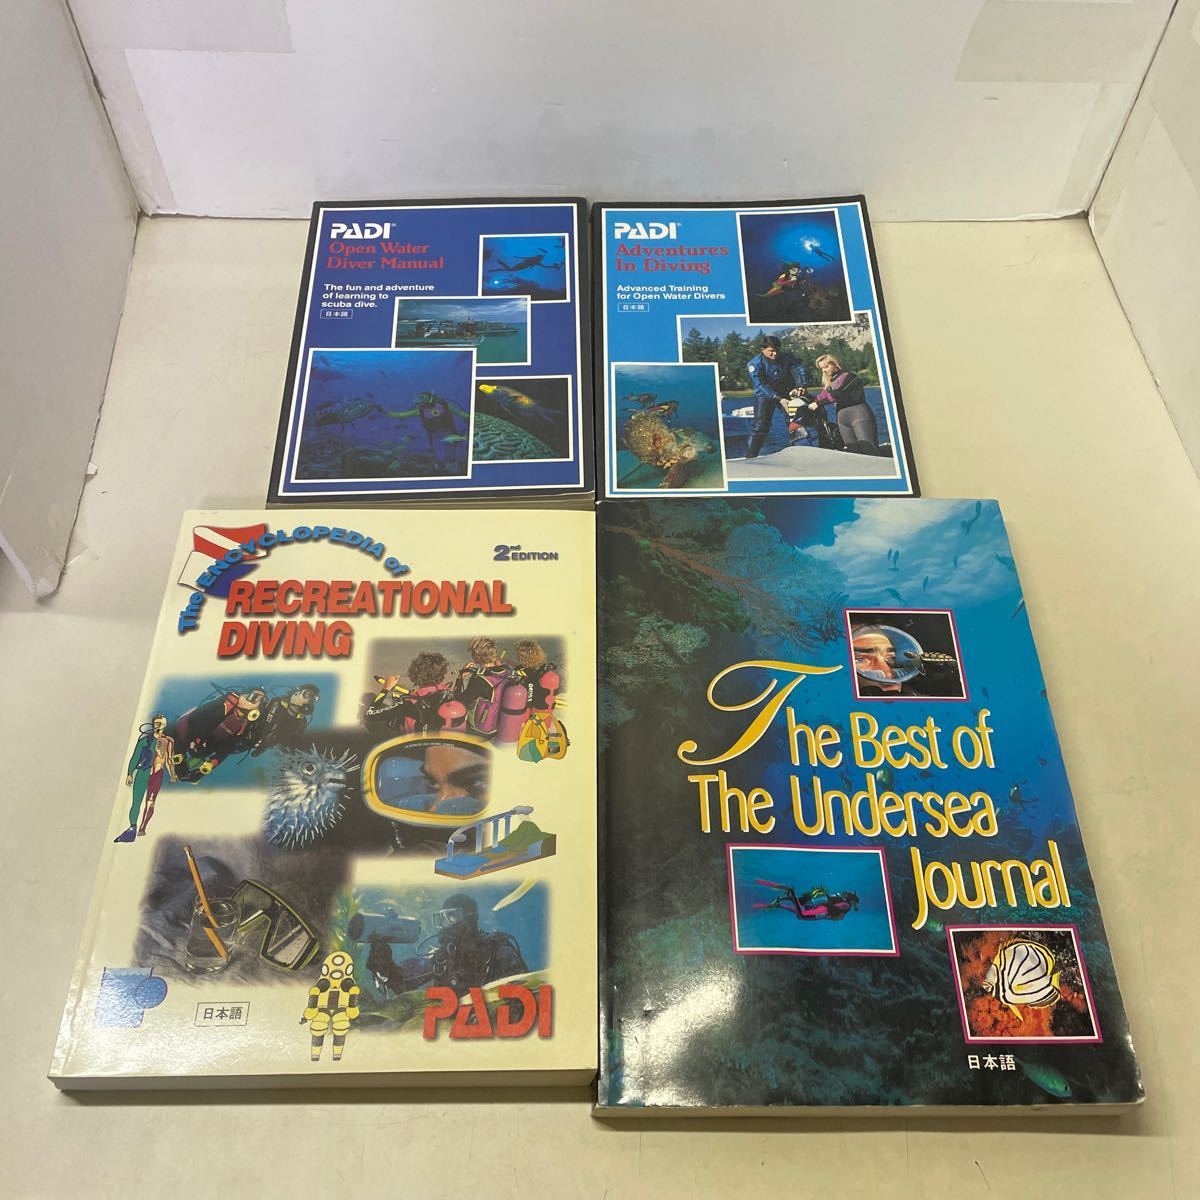 PADI®
Open Water
Diver Manual
The fun and adventure
of learning to
scuba dive.
日本語
PADI®
Adventures
In Diving
Advanced Training
for Open Water Divers
日本語
The ENCYCLOPEDIA of
RECREATIONAL
DIVING
2nd EDITION
日本語
PADI
The Best of
The Undersea
Journal
日本語